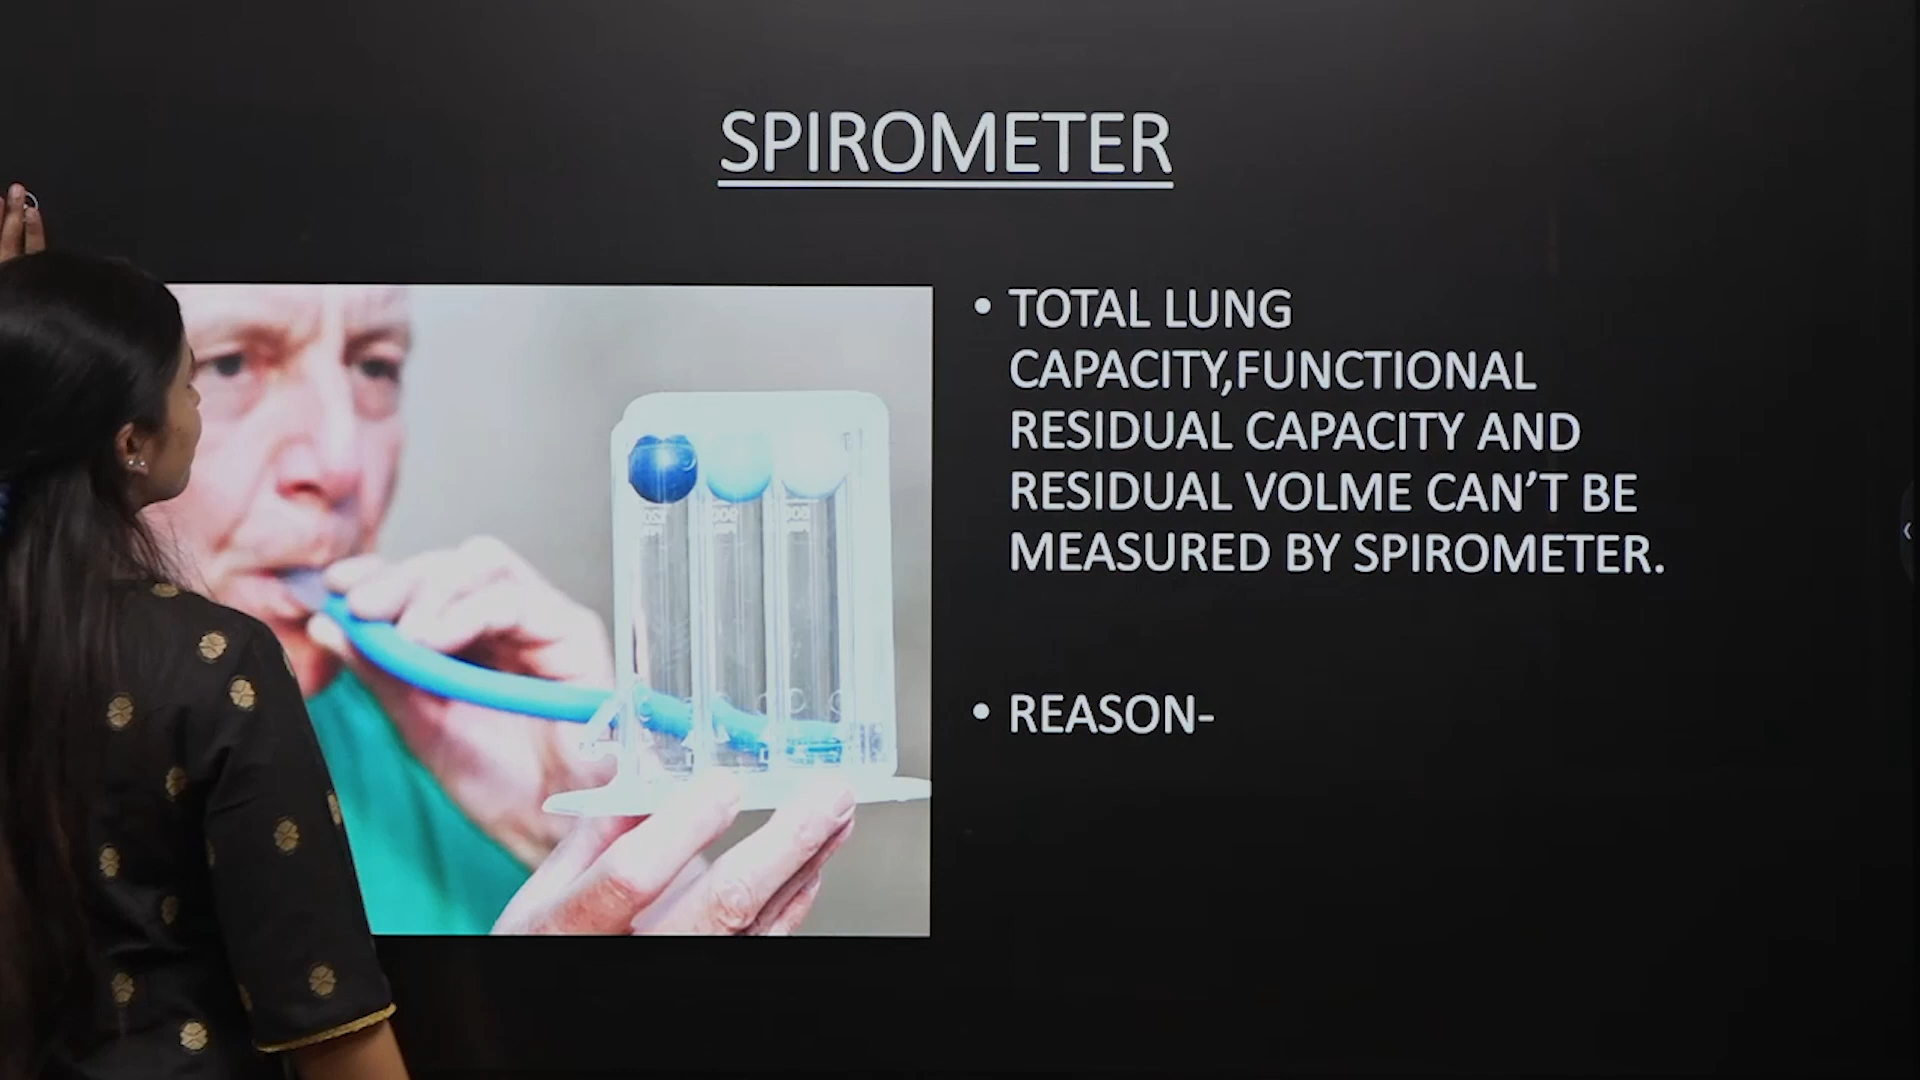 SPIROMETER
• TOTAL LUNG
CAPACITY,FUNCTIONAL
RESIDUAL CAPACITY AND
RESIDUAL VOLME CAN’T BE
MEASURED BY SPIROMETER.
• REASON-